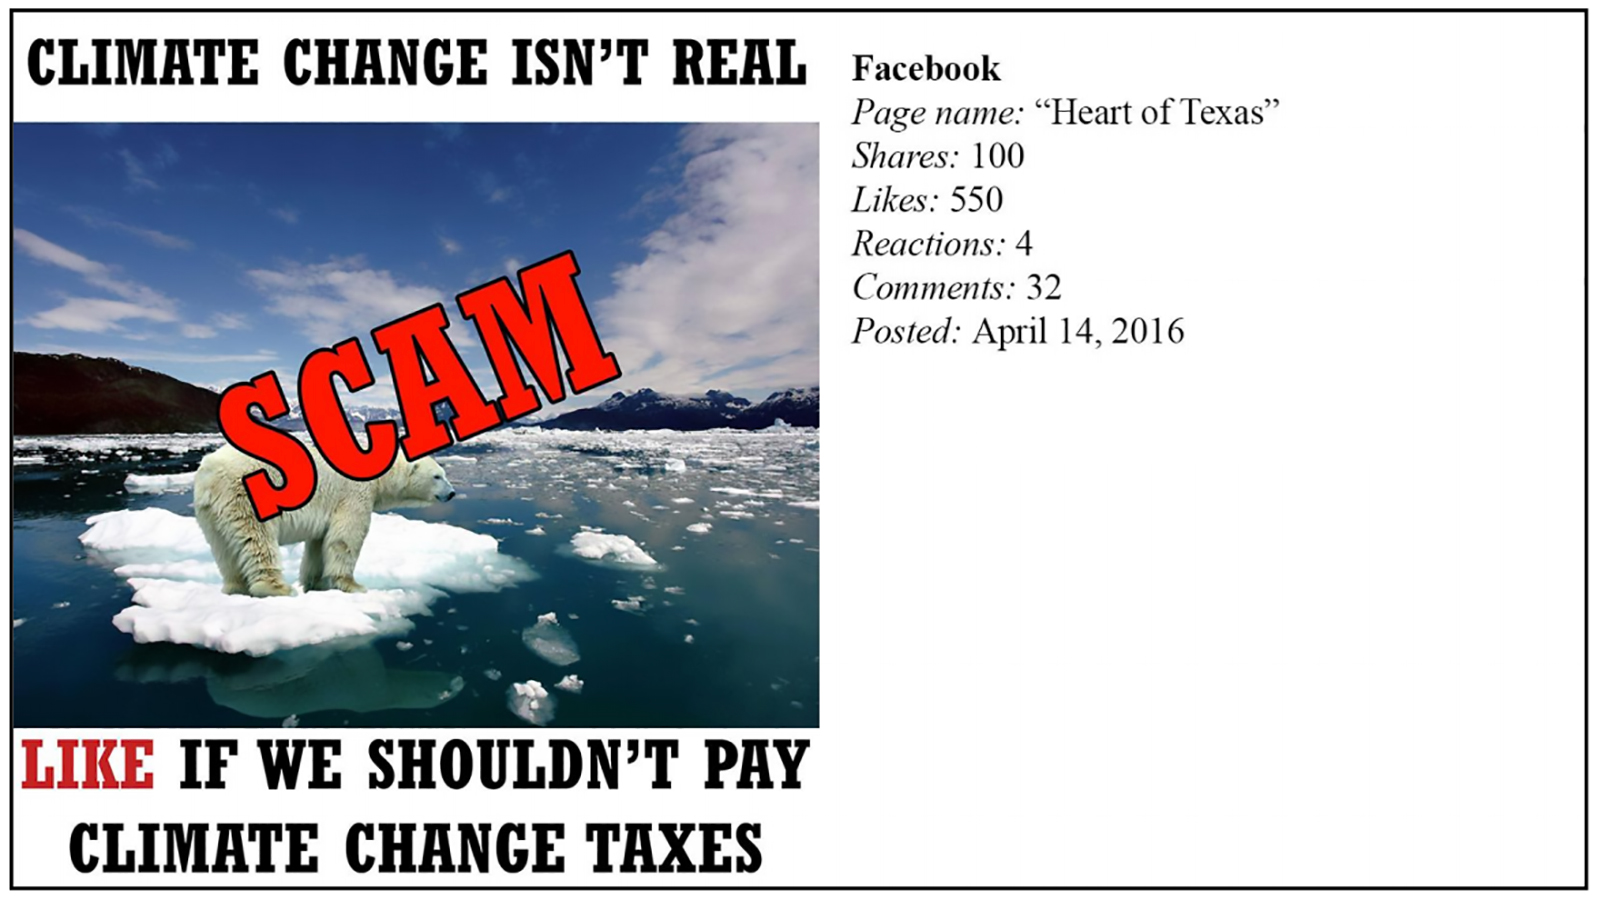 CLIMATE CHANGE ISN'T REAL
SCAM
LIKE IF WE SHOULDN'T PAY
CLIMATE CHANGE TAXES
Facebook
Page name: “Heart of Texas”
Shares: 100
Likes: 550
Reactions: 4
Comments: 32
Posted: April 14, 2016